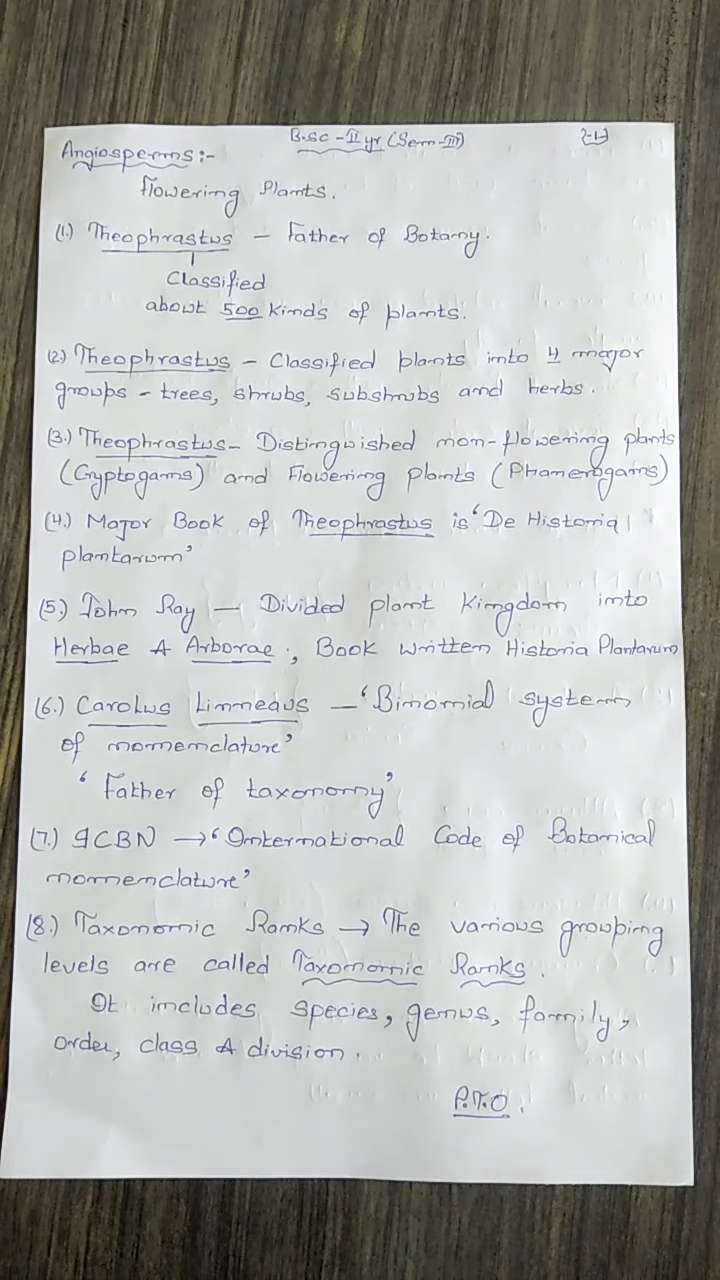 B.sc -II yr (Sem-III)
Angiosperms:-
Flowering Plants.
(1.) Theophrastus - Father of Botany.
Classified
about 500 kinds of plants.
(2) Theophrastus - Classified plants into 4 major
groups - trees, shrubs, subshrubs and herbs.
(3.) Theophrastus- Distinguished non-flowering plants
(Cryptogams) and Flowering Plants (Phanerogams)
(4.) Major Book of Theophrastus is 'De Historia
plantarum'
(5.) John Ray - Divided plant kingdom into
Herbae & Arborae., Book written Historia Plantarum
(6.) Carolus Linneaus - 'Binomial system
of nomenclature'
'Father of taxonomy'
(7.) ICBN → 'International Code of Botanical
nomenclature'
(8.) Taxonomic Ranks → The various grouping
levels are called Taxonomic Ranks.
It includes species, genus, family,
order, class & division.
P.T.O.